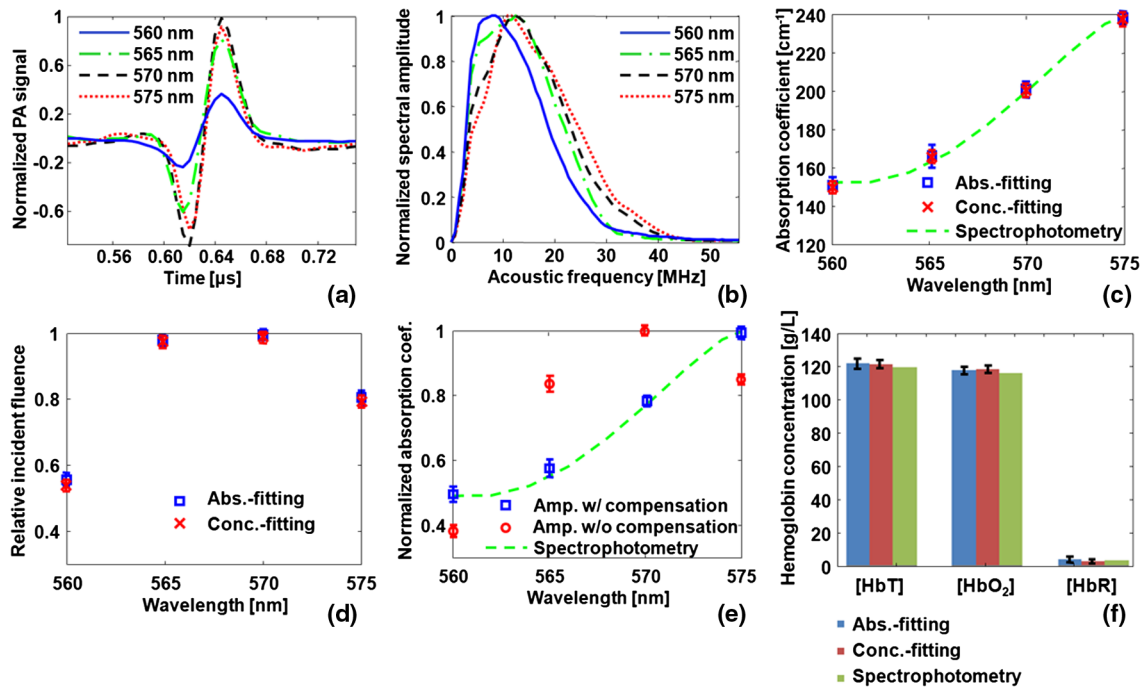 Normalized PA signal
1
0.6
0.2
-0.2
-0.6
560 nm
565 nm
570 nm
575 nm
0.56
0.60
0.64
0.68
0.72
Time [µs]
(a)
Normalized spectral amplitude
1
0.8
0.6
0.4
0.2
0
560 nm
565 nm
570 nm
575 nm
0
10
20
30
40
50
Acoustic frequency [MHz]
(b)
Absorption coefficient [cm⁻¹]
240
220
200
180
160
140
120
Abs.-fitting
Conc.-fitting
Spectrophotometry
560
565
570
575
Wavelength [nm]
(c)
Relative incident fluence
1
0.8
0.6
0.4
Abs.-fitting
Conc.-fitting
560
565
570
575
Wavelength [nm]
(d)
Normalized absorption coef.
1
0.8
0.6
0.4
Amp. w/ compensation
Amp. w/o compensation
Spectrophotometry
560
565
570
575
Wavelength [nm]
(e)
Hemoglobin concentration [g/L]
140
120
100
80
60
40
20
0
[HbT]
[HbO₂]
[HbR]
(f)
Abs.-fitting
Conc.-fitting
Spectrophotometry